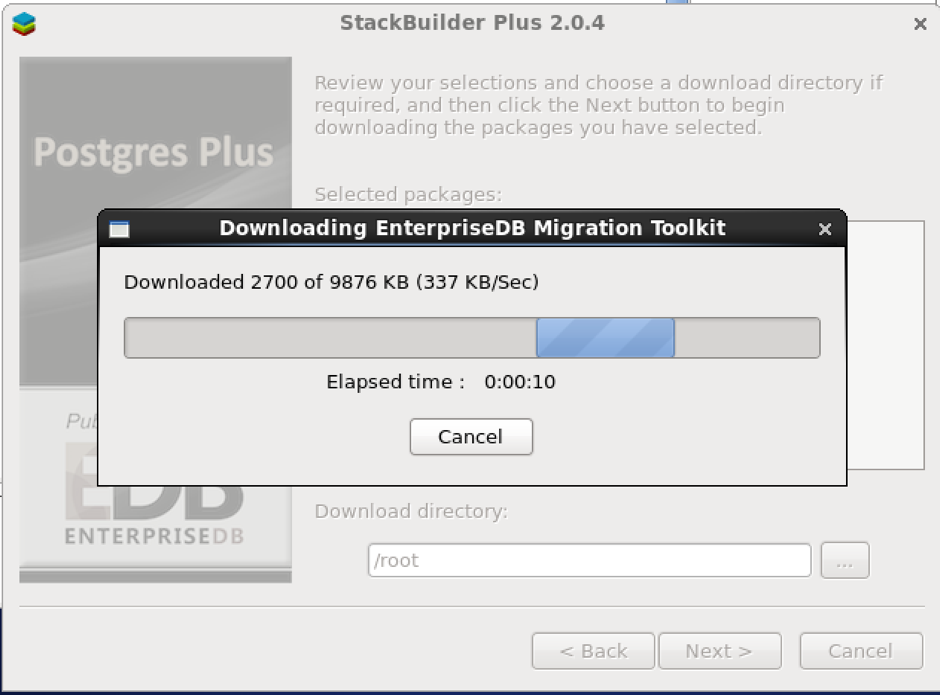 StackBuilder Plus 2.0.4
Postgres Plus
Review your selections and choose a download directory if
required, and then click the Next button to begin
downloading the packages you have selected.
Selected packages:
Downloading EnterpriseDB Migration Toolkit
Downloaded 2700 of 9876 KB (337 KB/Sec)
Elapsed time : 0:00:10
Cancel
EDB
ENTERPRISEDB
Download directory:
/root
...
< Back
Next >
Cancel